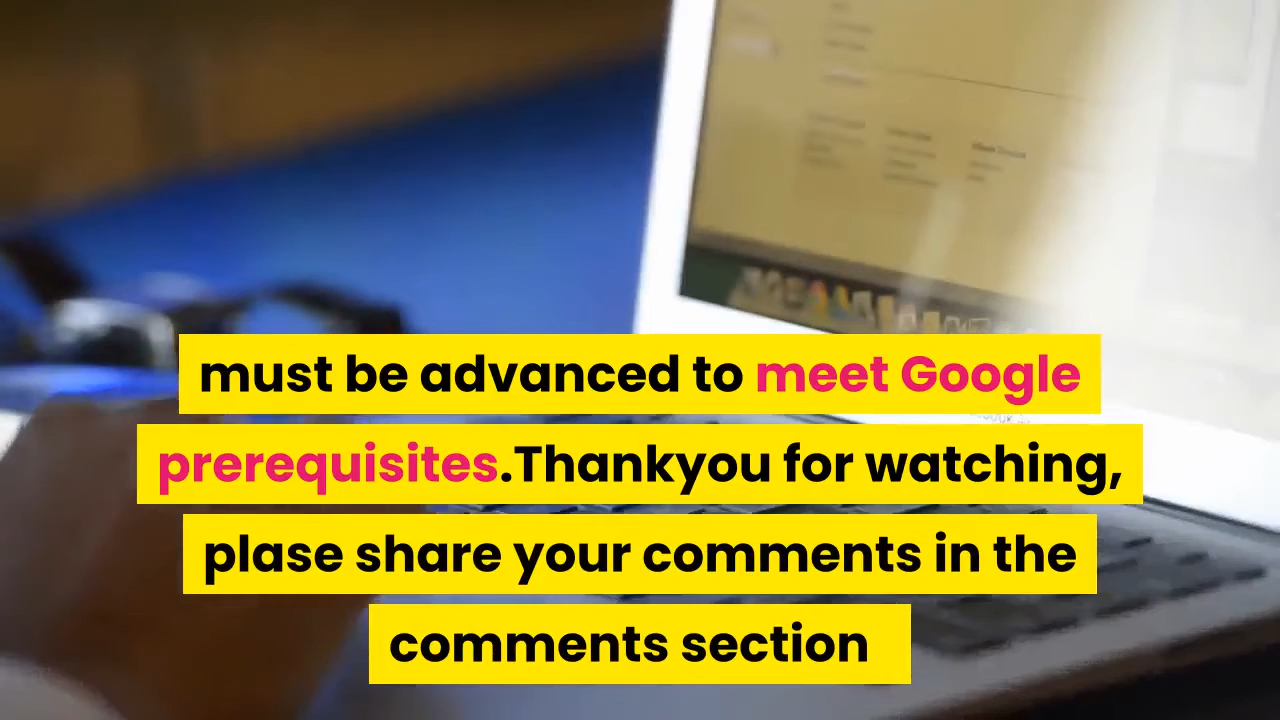 must be advanced to meet Google
prerequisites.Thankyou for watching,
plase share your comments in the
comments section